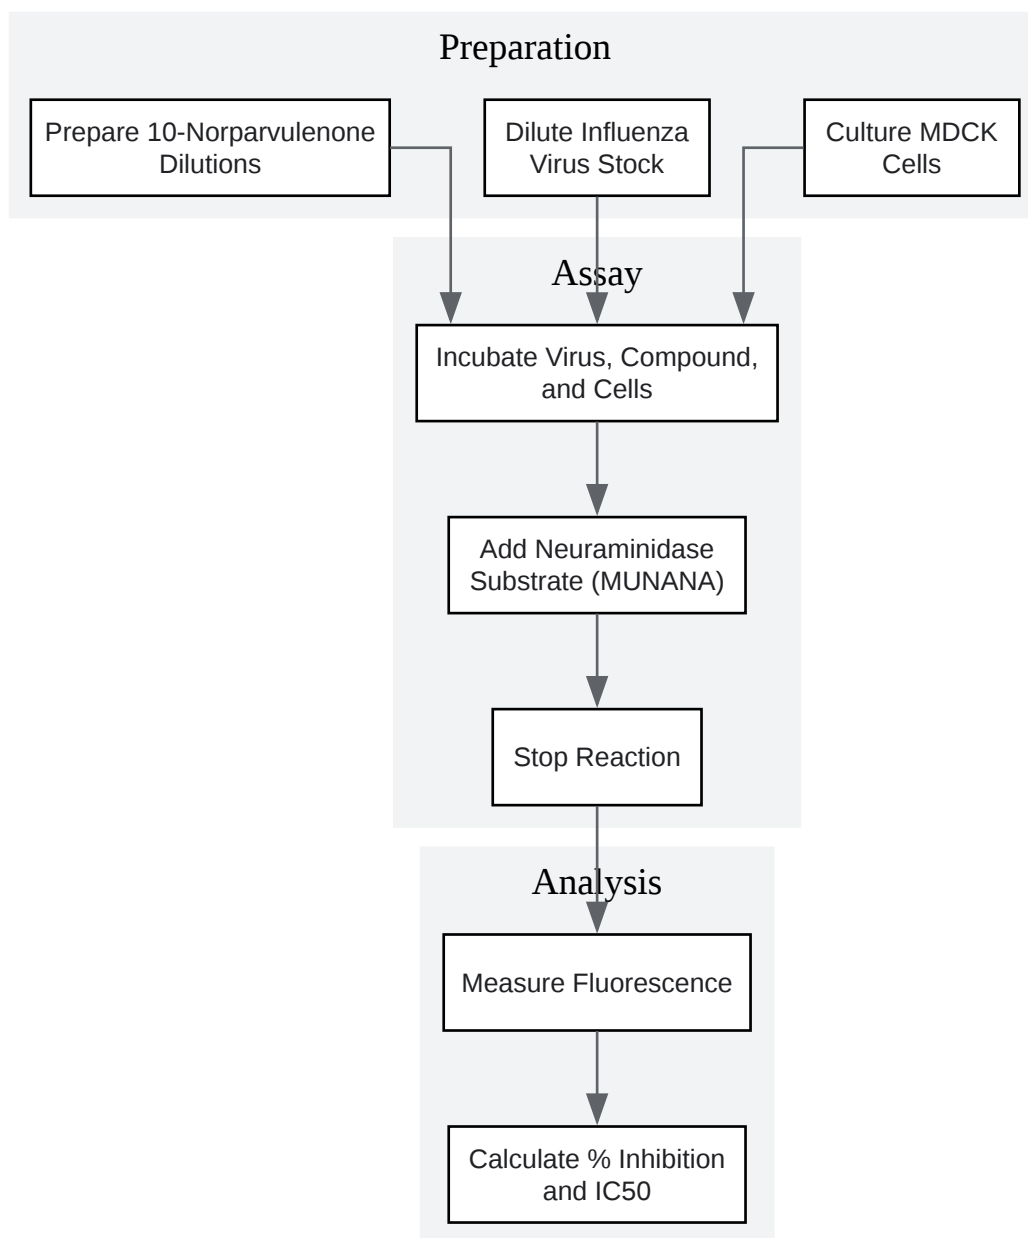 Preparation
Prepare 10-Norparvulenone
Dilutions
Dilute Influenza
Virus Stock
Culture MDCK
Cells
Assay
Incubate Virus, Compound,
and Cells
Add Neuraminidase
Substrate (MUNANA)
Stop Reaction
Analysis
Measure Fluorescence
Calculate % Inhibition
and IC50